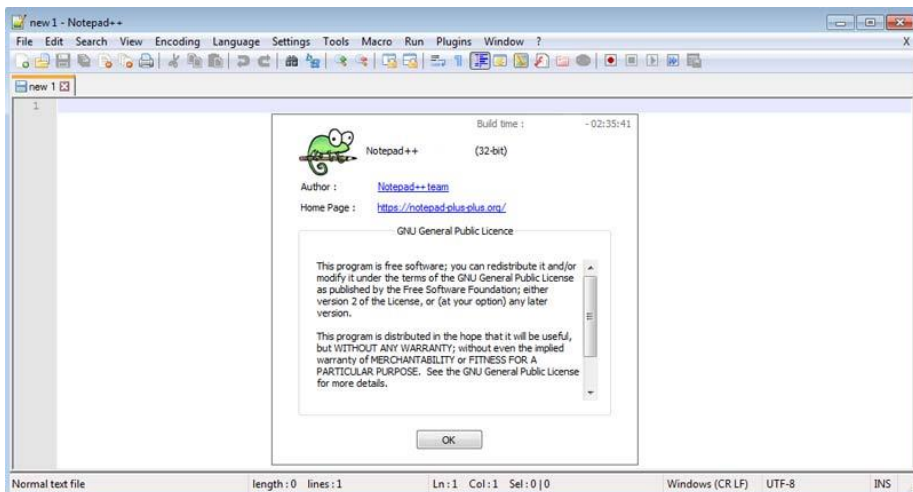 new 1 - Notepad++
File Edit Search View Encoding Language Settings Tools Macro Run Plugins Window ? X
new 1
1
Build time : - 02:35:41
Notepad++ (32-bit)
Author : Notepad++ team
Home Page : https://notepad-plus-plus.org/
GNU General Public Licence
This program is free software; you can redistribute it and/or
modify it under the terms of the GNU General Public License
as published by the Free Software Foundation; either
version 2 of the License, or (at your option) any later
version.
This program is distributed in the hope that it will be useful,
but WITHOUT ANY WARRANTY; without even the implied
warranty of MERCHANTABILITY or FITNESS FOR A
PARTICULAR PURPOSE. See the GNU General Public License
for more details.
OK
Normal text file length : 0 lines : 1 Ln : 1 Col : 1 Sel : 0 | 0 Windows (CR LF) UTF-8 INS